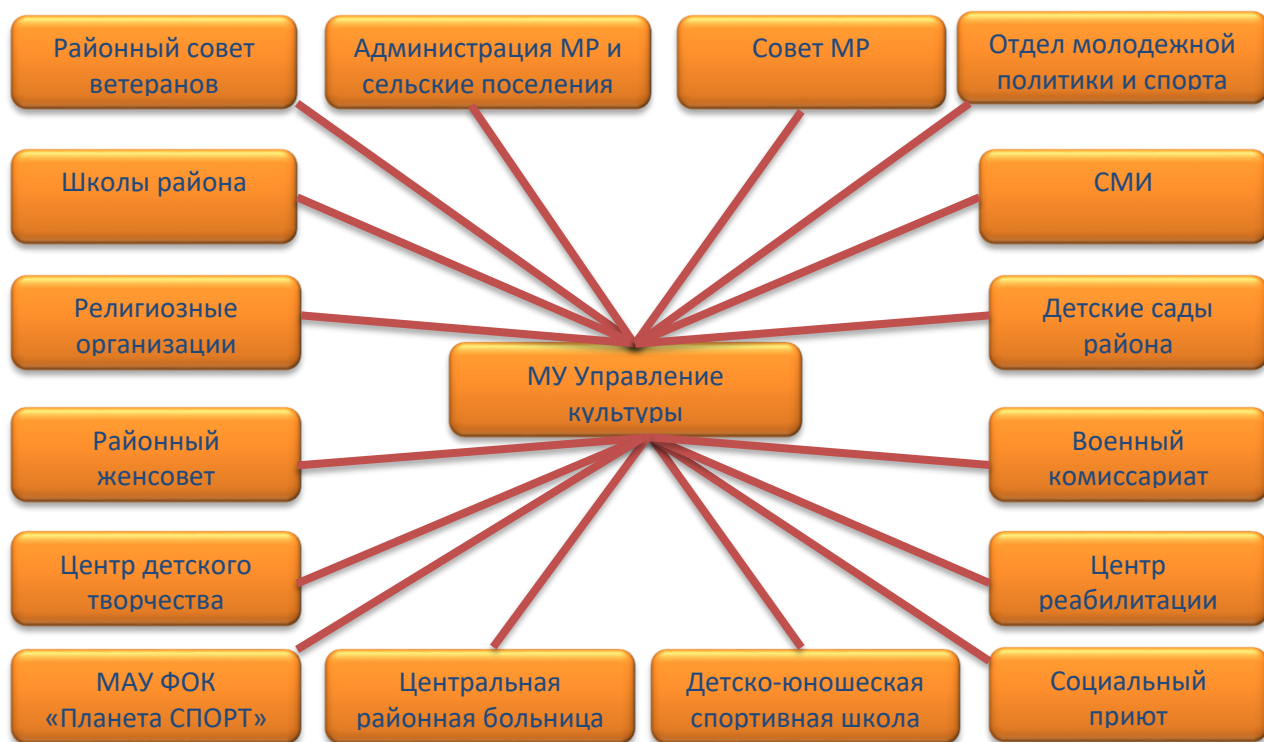 Районный совет
ветеранов
Администрация МР и
сельские поселения
Совет МР
Отдел молодежной
политики и спорта
Школы района
СМИ
Религиозные
организации
Детские сады
района
МУ Управление
культуры
Районный
женсовет
Военный
комиссариат
Центр детского
творчества
Центр
реабилитации
МАУ ФОК
«Планета СПОРТ»
Центральная
районная больница
Детско-юношеская
спортивная школа
Социальный
приют